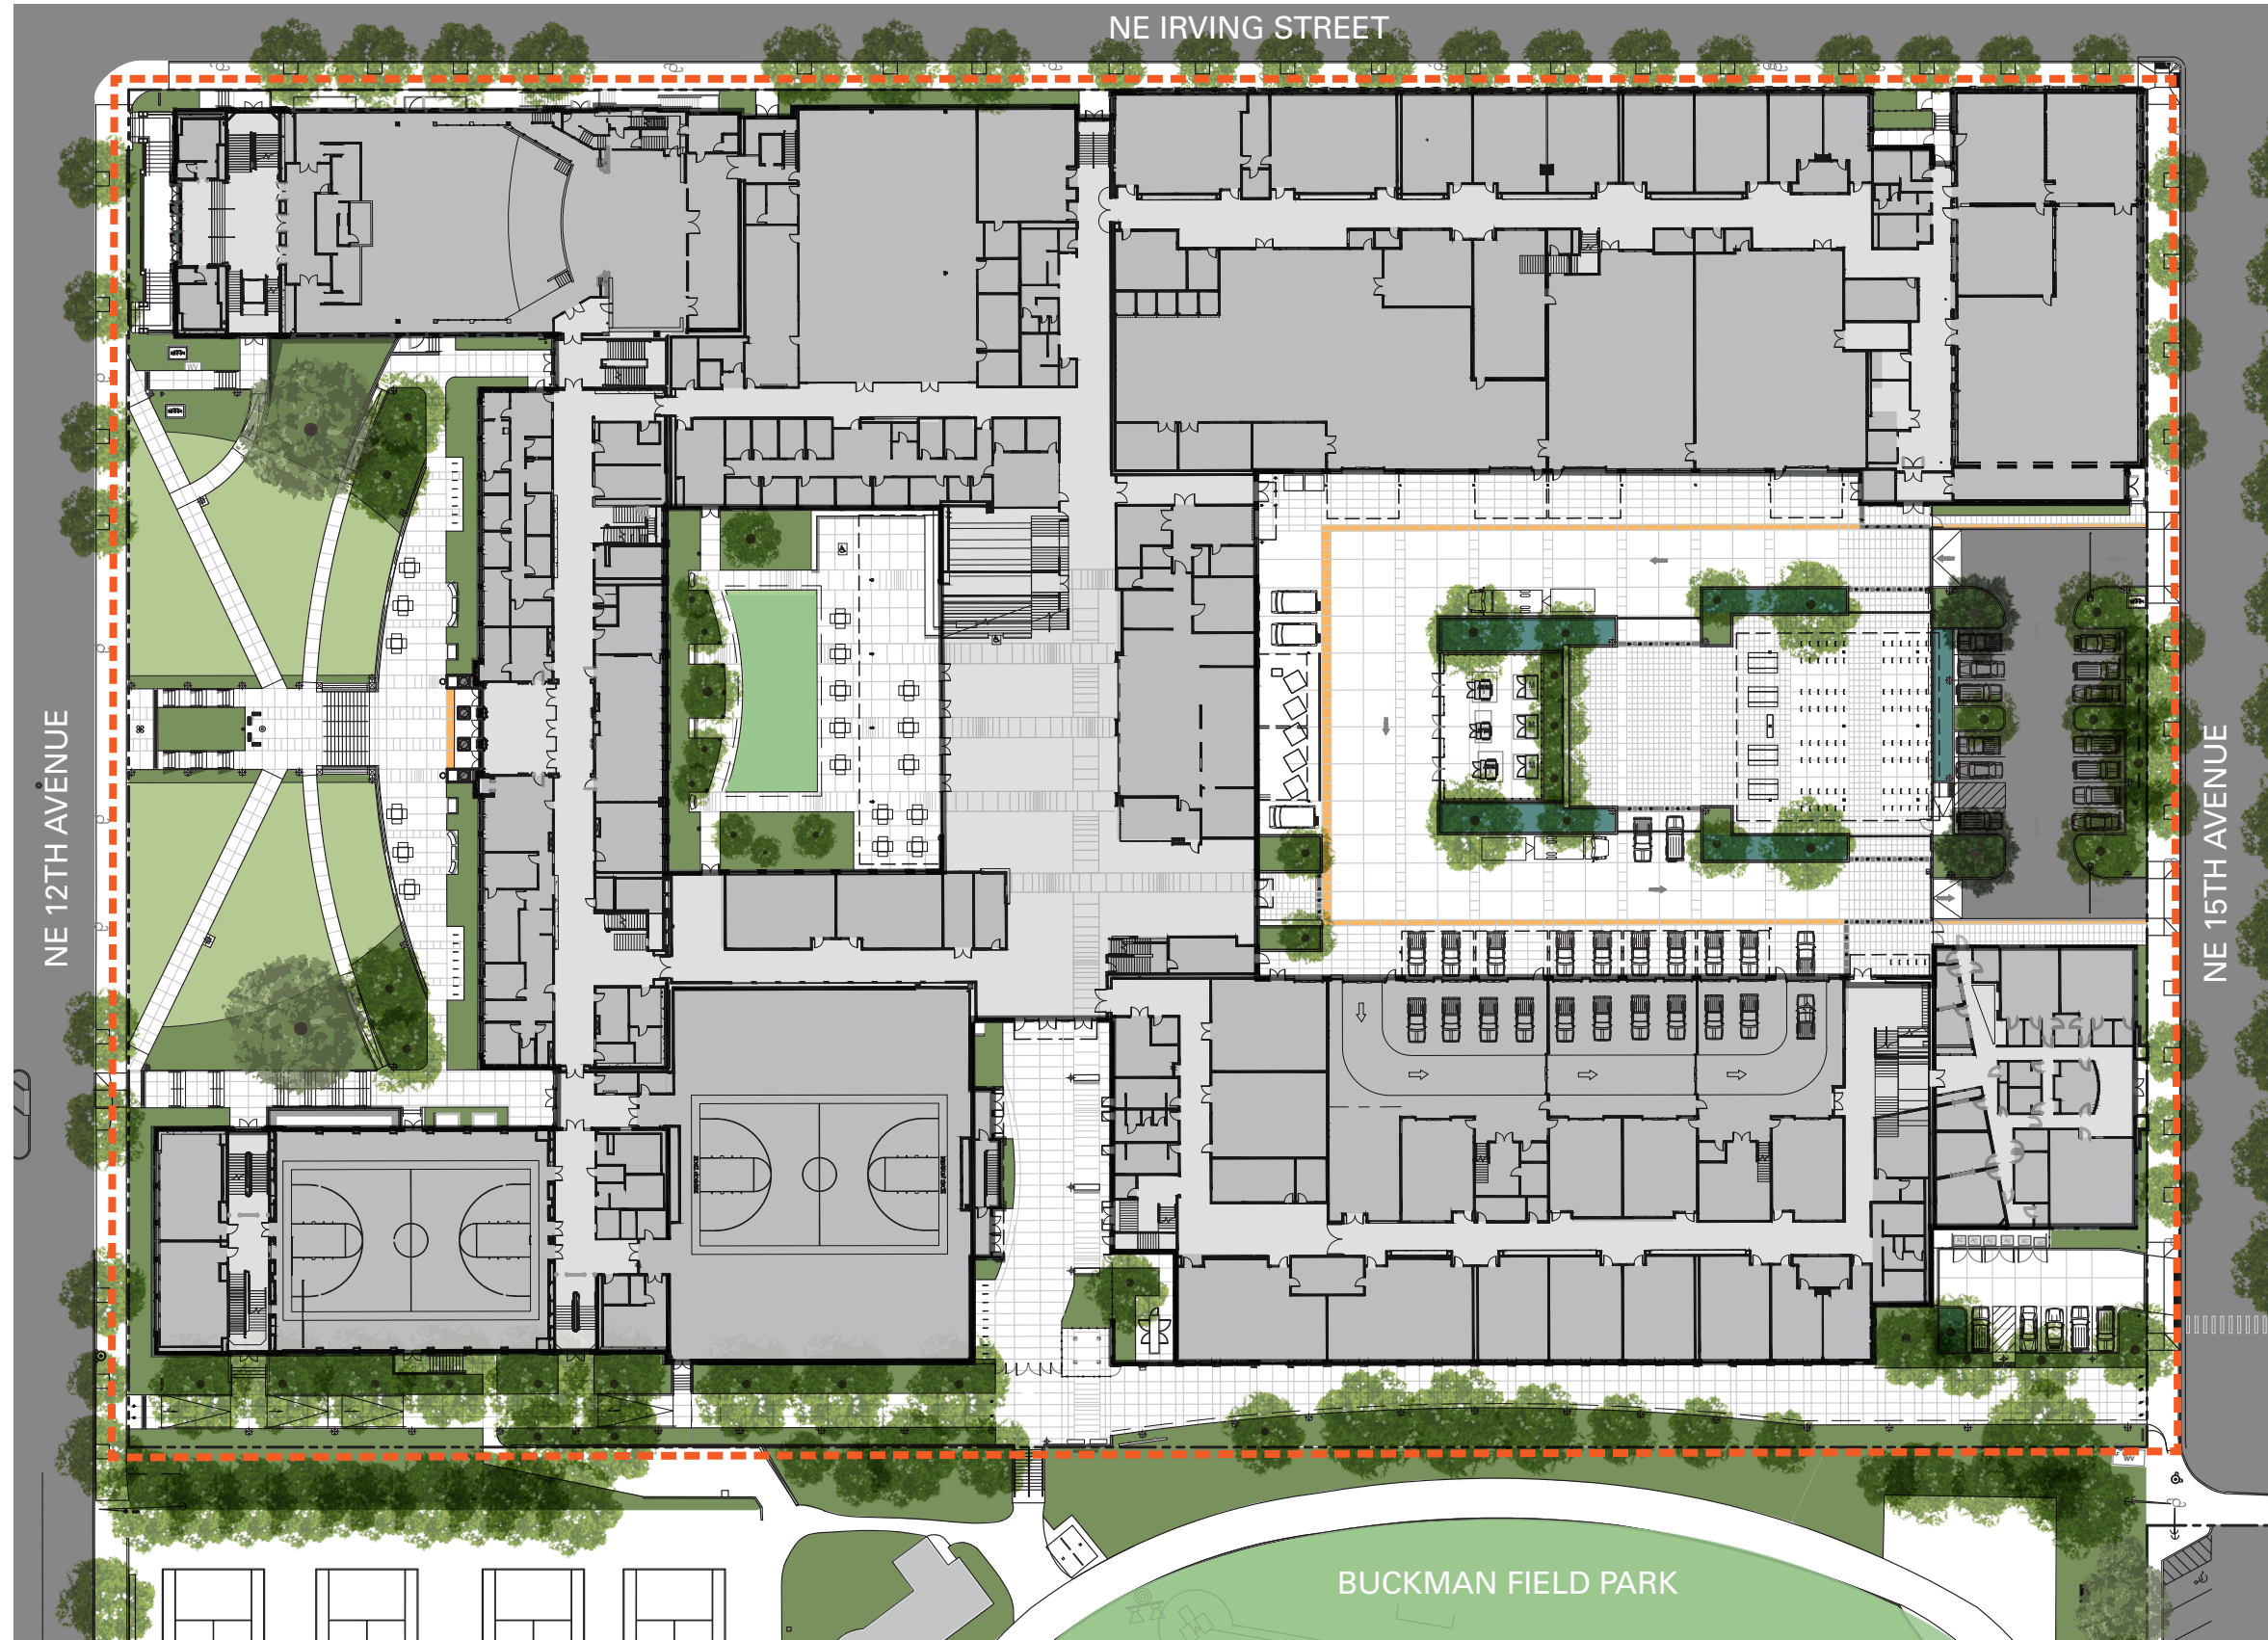 NE IRVING STREET
NE 12TH AVENUE
NE 15TH AVENUE
BUCKMAN FIELD PARK